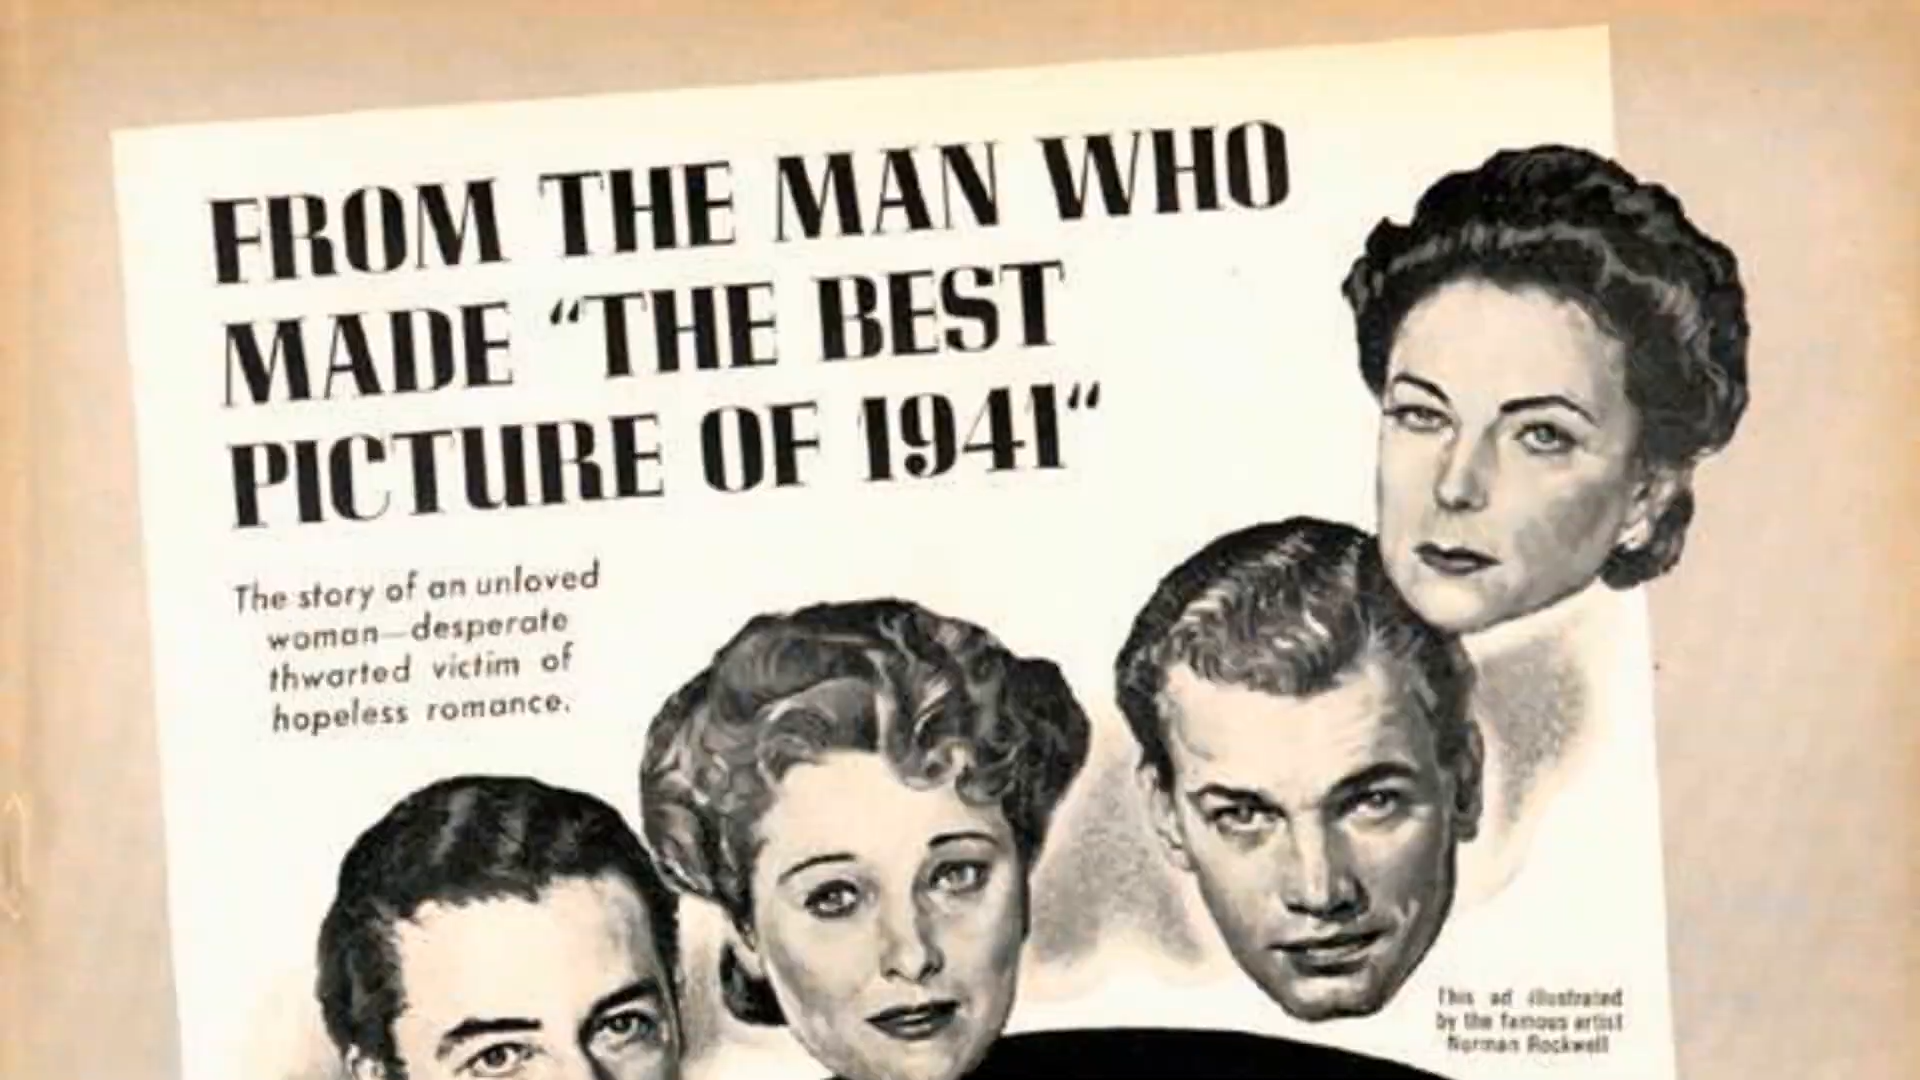 FROM THE MAN WHO
MADE “THE BEST
PICTURE OF 1941“
The story of an unloved
woman—desperate
thwarted victim of
hopeless romance.
This ad illustrated
by the famous artist
Norman Rockwell